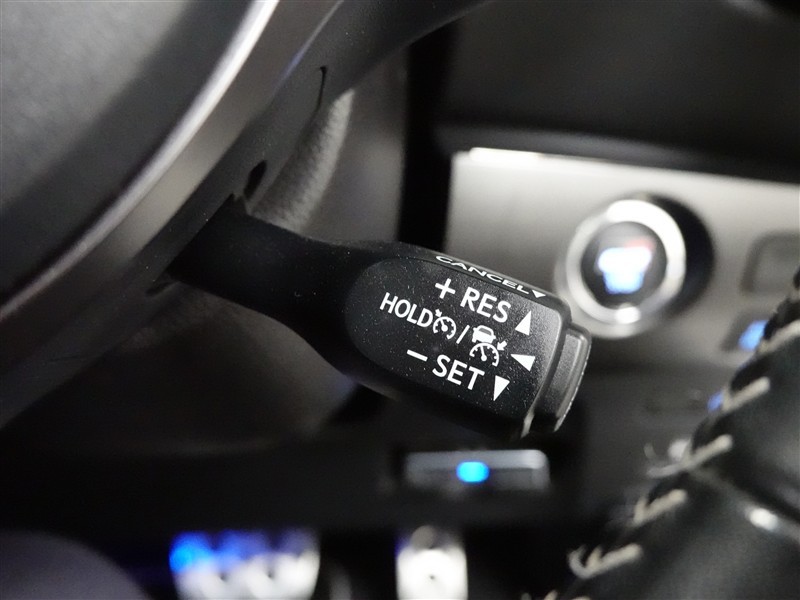 CANCEL
+ RES
HOLD /
− SET